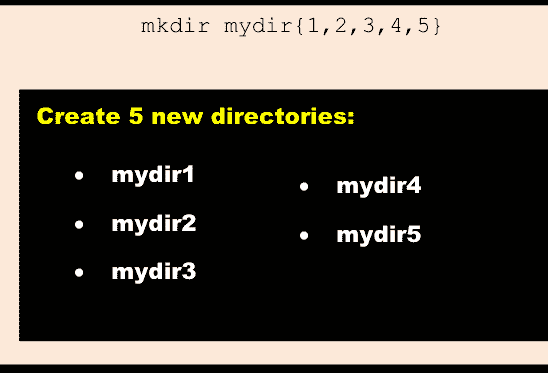 mkdir mydir{1,2,3,4,5}
Create 5 new directories:
• mydir1
• mydir2
• mydir3
• mydir4
• mydir5